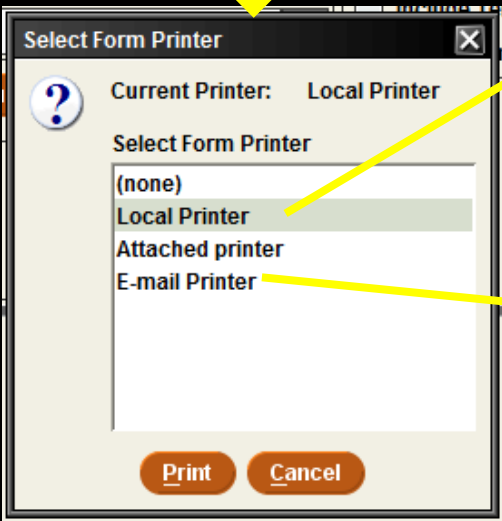 Select Form Printer
Current Printer: Local Printer
Select Form Printer
(none)
Local Printer
Attached printer
E-mail Printer
Print Cancel